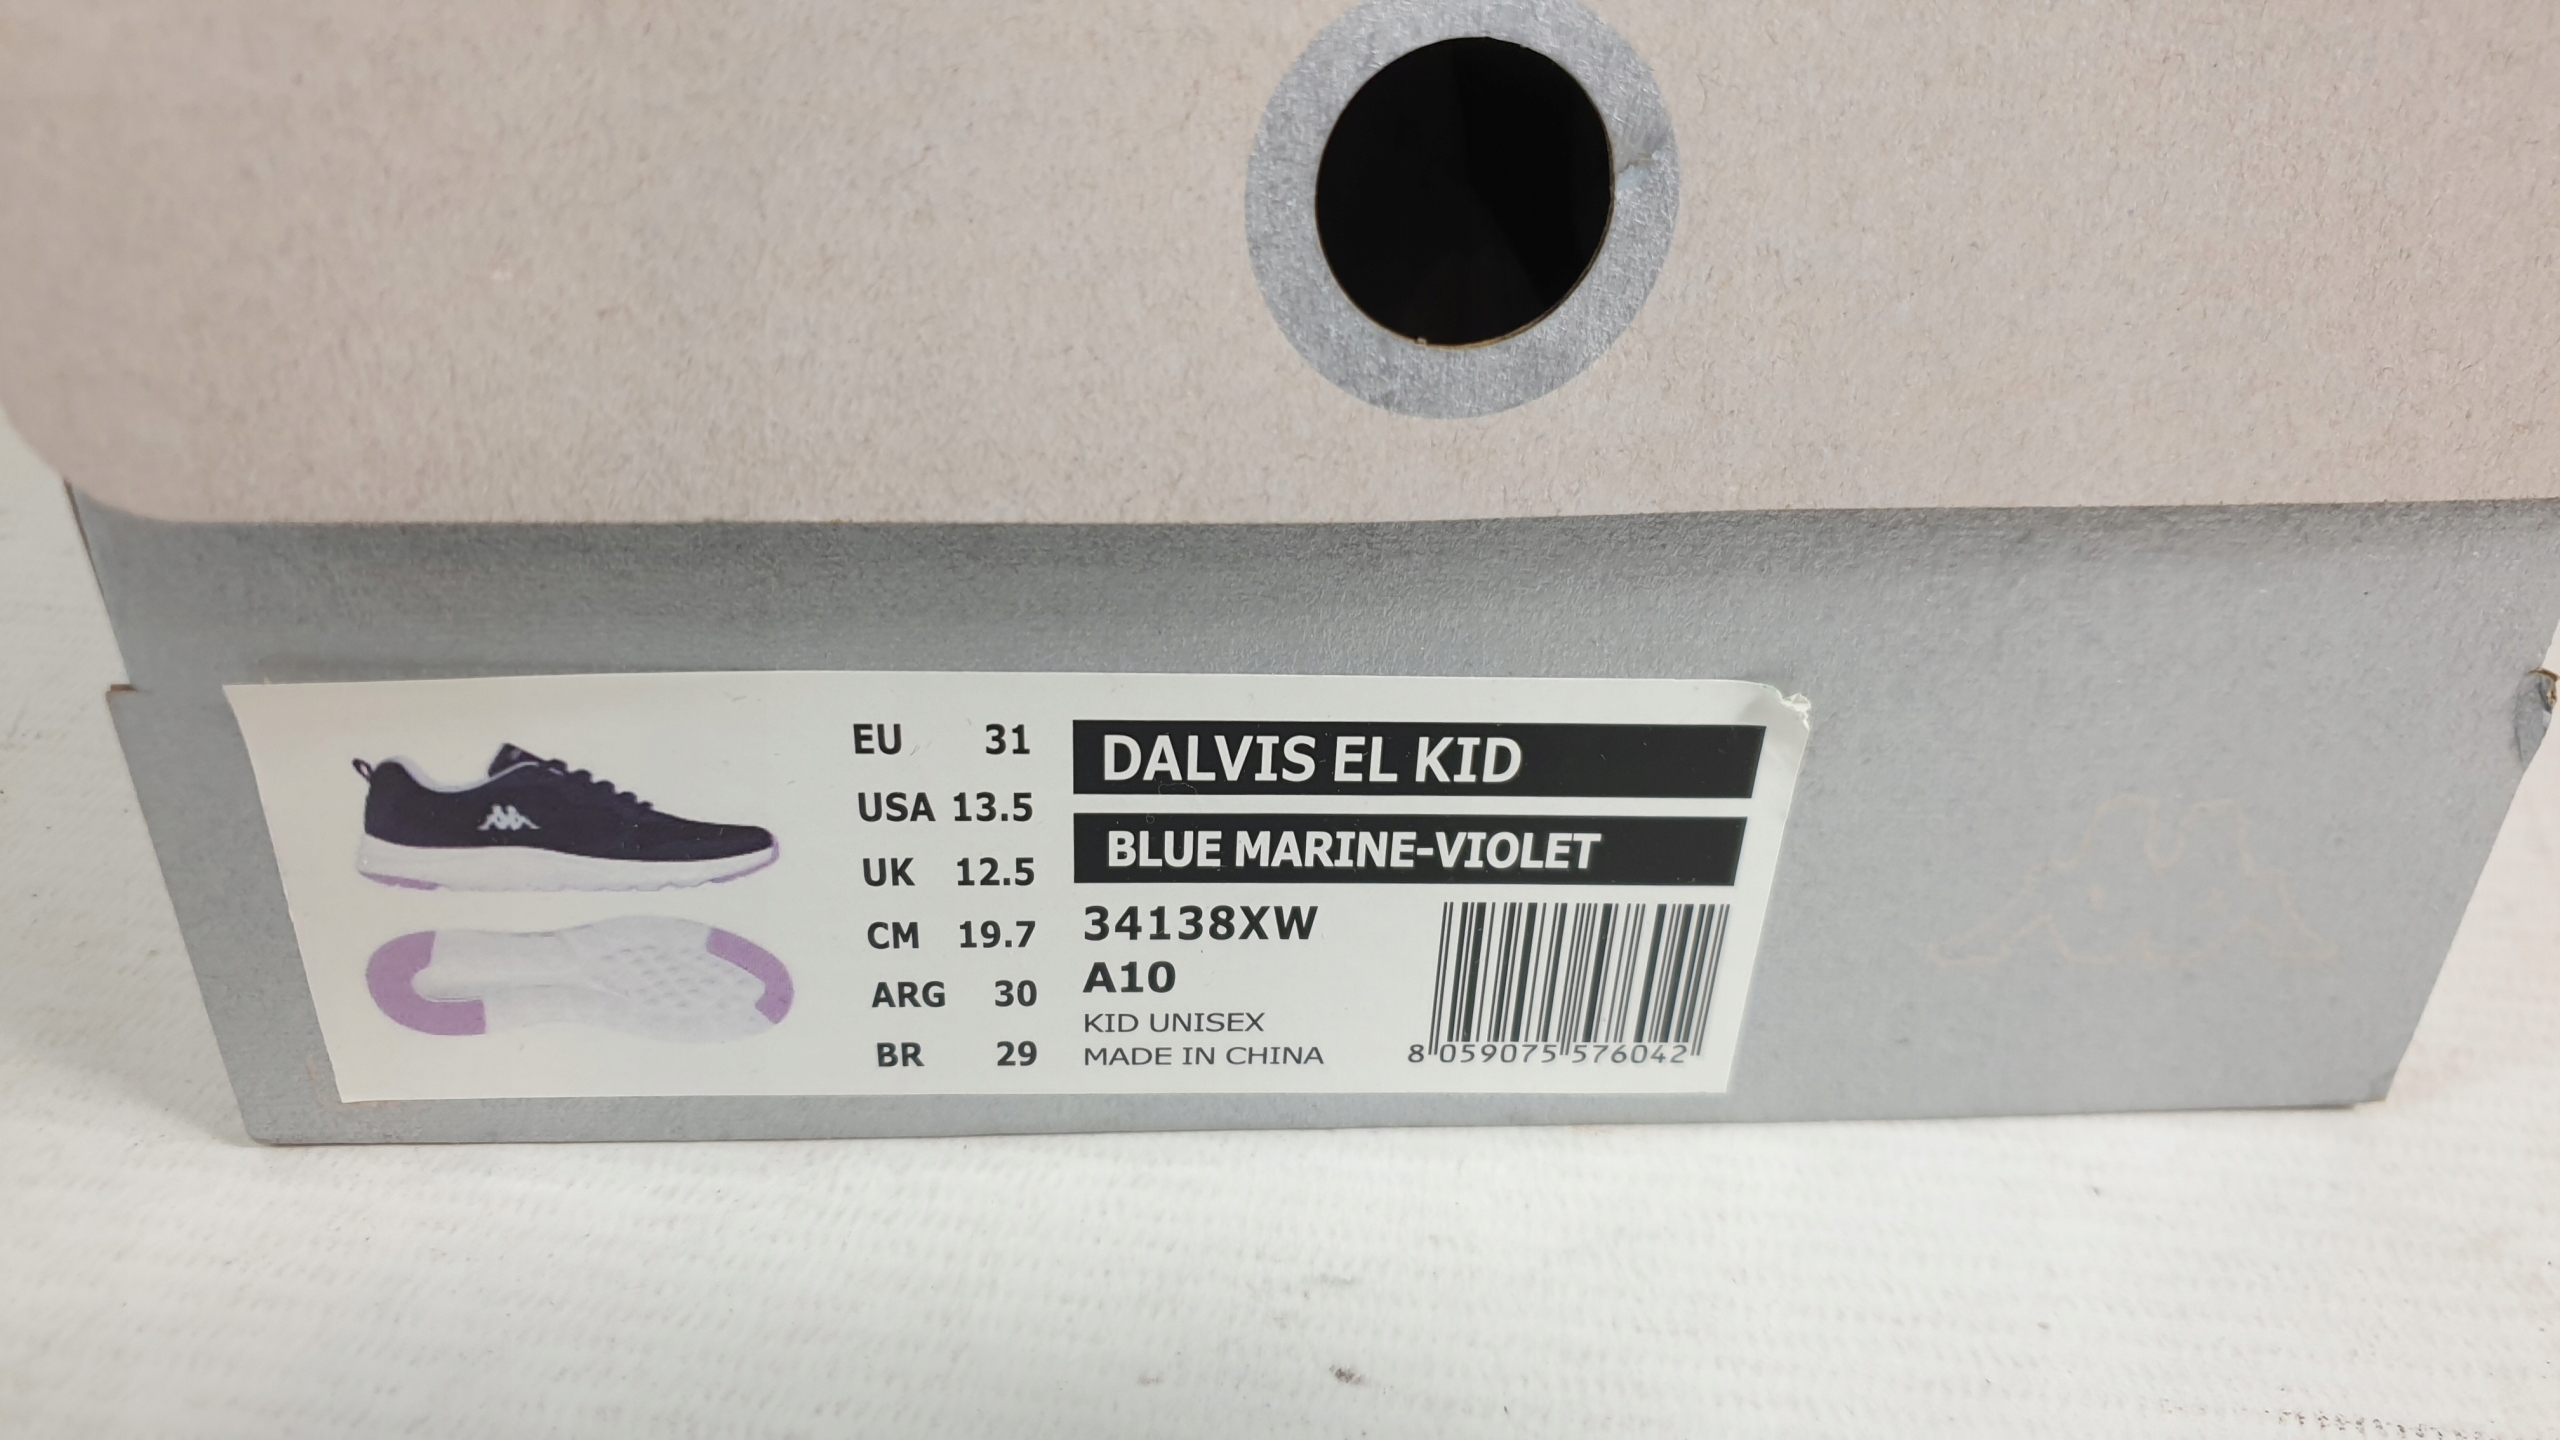 EU 31
USA 13.5
UK 12.5
CM 19.7
ARG 30
BR 29
DALVIS EL KID
BLUE MARINE-VIOLET
34138XW
A10
KID UNISEX
MADE IN CHINA
8 059075 576042